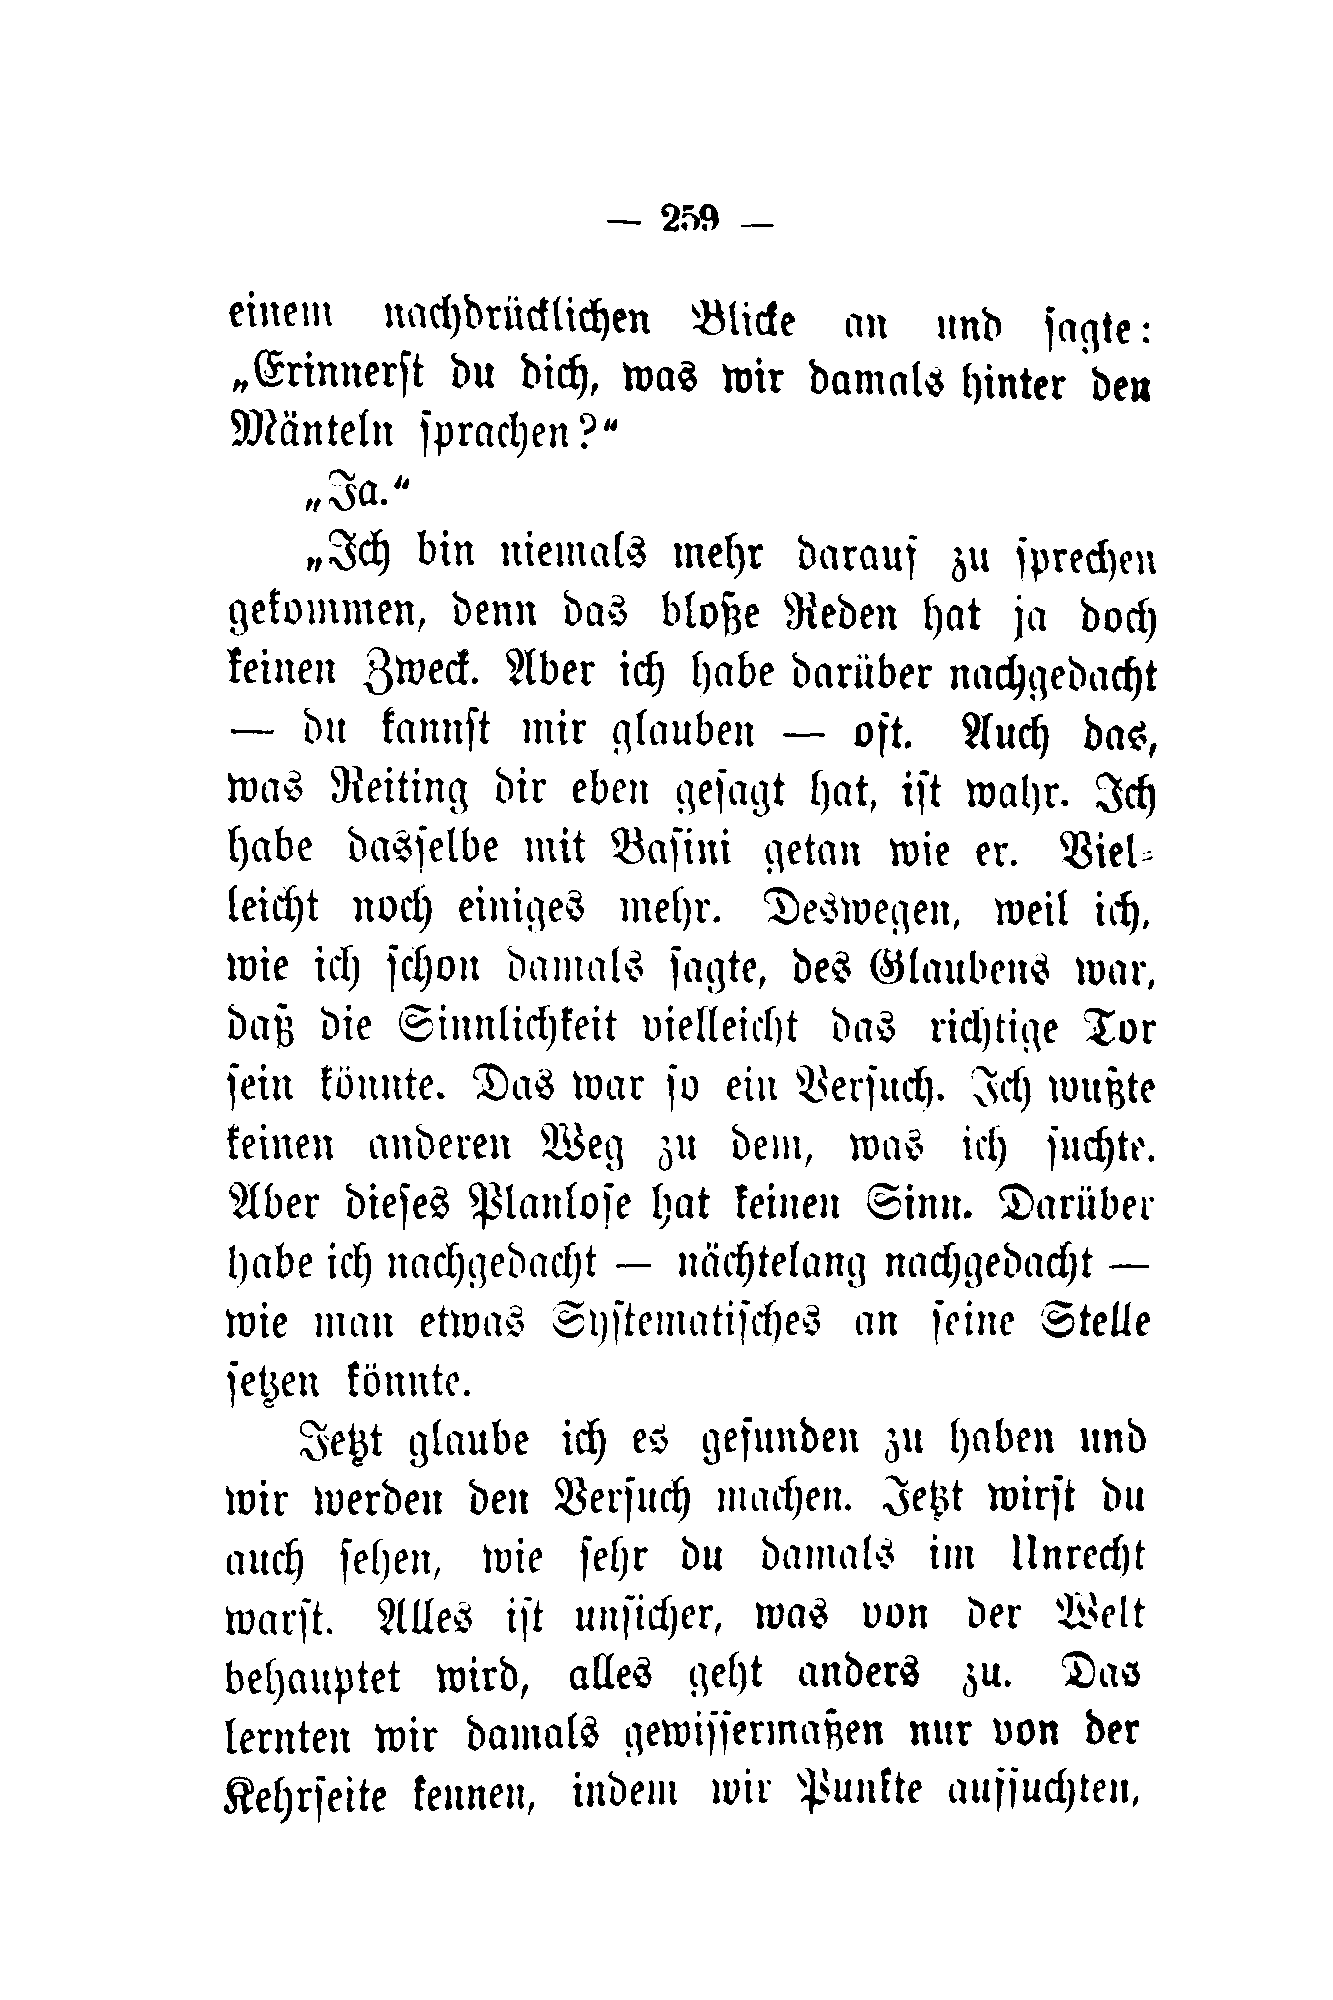 — 259 —
einem nachdrücklichen Blicke an und sagte:
„Erinnerst du dich, was wir damals hinter den
Mänteln sprachen?“
„Ja.“
„Ich bin niemals mehr darauf zu sprechen
gekommen, denn das bloße Reden hat ja doch
keinen Zweck. Aber ich habe darüber nachgedacht
— du kannst mir glauben — oft. Auch das,
was Reiting dir eben gesagt hat, ist wahr. Ich
habe dasselbe mit Basini getan wie er. Viel-
leicht noch einiges mehr. Deswegen, weil ich,
wie ich schon damals sagte, des Glaubens war,
daß die Sinnlichkeit vielleicht das richtige Tor
sein könnte. Das war so ein Versuch. Ich wußte
keinen anderen Weg zu dem, was ich suchte.
Aber dieses Planlose hat keinen Sinn. Darüber
habe ich nachgedacht — nächtelang nachgedacht —
wie man etwas Systematisches an seine Stelle
setzen könnte.
Jetzt glaube ich es gefunden zu haben und
wir werden den Versuch machen. Jetzt wirst du
auch sehen, wie sehr du damals im Unrecht
warst. Alles ist unsicher, was von der Welt
behauptet wird, alles geht anders zu. Das
lernten wir damals gewissermaßen nur von der
Kehrseite kennen, indem wir Punkte aufsuchten,